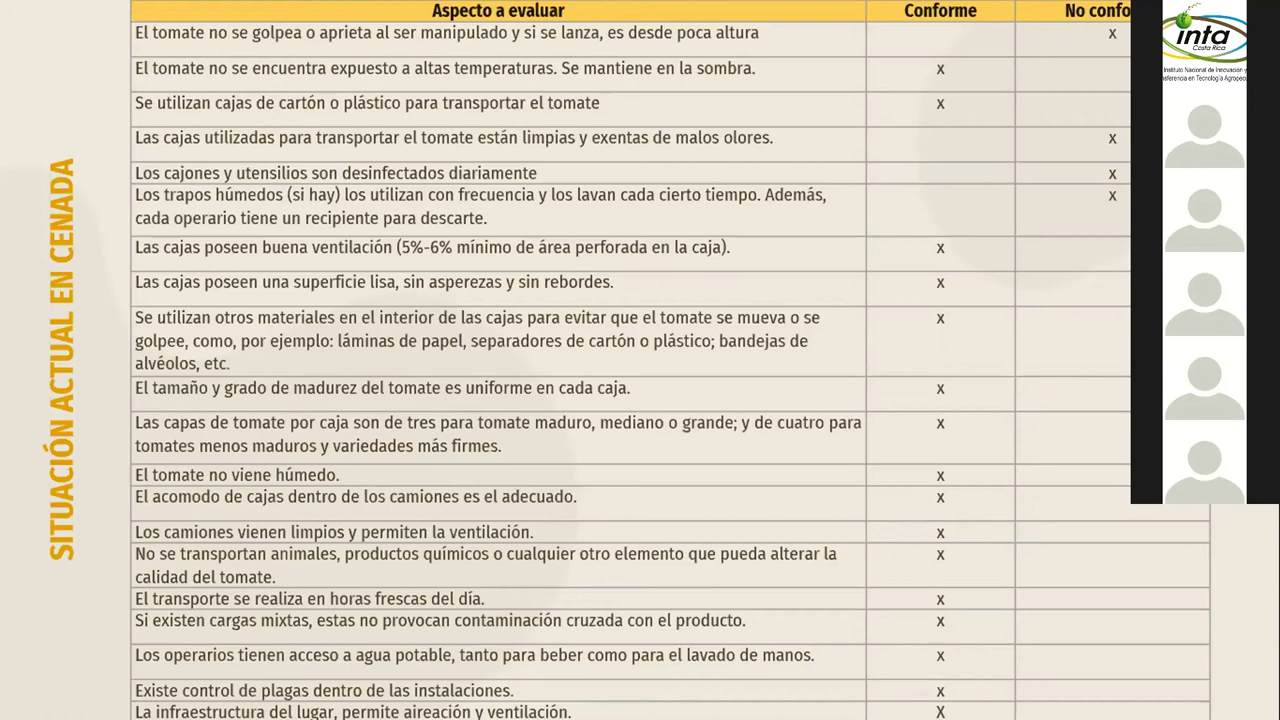 Aspecto a evaluar Conforme No confo
El tomate no se golpea o aprieta al ser manipulado y si se lanza, es desde poca altura x
El tomate no se encuentra expuesto a altas temperaturas. Se mantiene en la sombra. x
Se utilizan cajas de cartón o plástico para transportar el tomate x
Las cajas utilizadas para transportar el tomate están limpias y exentas de malos olores. x
Los cajones y utensilios son desinfectados diariamente x
Los trapos húmedos (si hay) los utilizan con frecuencia y los lavan cada cierto tiempo. Además, x
cada operario tiene un recipiente para descarte.
Las cajas poseen buena ventilación (5%-6% mínimo de área perforada en la caja). x
Las cajas poseen una superficie lisa, sin asperezas y sin rebordes. x
Se utilizan otros materiales en el interior de las cajas para evitar que el tomate se mueva o se x
golpee, como, por ejemplo: láminas de papel, separadores de cartón o plástico; bandejas de
alvéolos, etc.
El tamaño y grado de madurez del tomate es uniforme en cada caja. x
Las capas de tomate por caja son de tres para tomate maduro, mediano o grande; y de cuatro para x
tomates menos maduros y variedades más firmes.
El tomate no viene húmedo. x
El acomodo de cajas dentro de los camiones es el adecuado. x
Los camiones vienen limpios y permiten la ventilación. x
No se transportan animales, productos químicos o cualquier otro elemento que pueda alterar la x
calidad del tomate.
El transporte se realiza en horas frescas del día. x
Si existen cargas mixtas, estas no provocan contaminación cruzada con el producto. x
Los operarios tienen acceso a agua potable, tanto para beber como para el lavado de manos. x
Existe control de plagas dentro de las instalaciones. x
La infraestructura del lugar, permite aireación y ventilación. X
SITUACIÓN ACTUAL EN CENADA
inta
Costa Rica
Instituto Nacional de Innovación y
sferencia en Tecnología Agropec